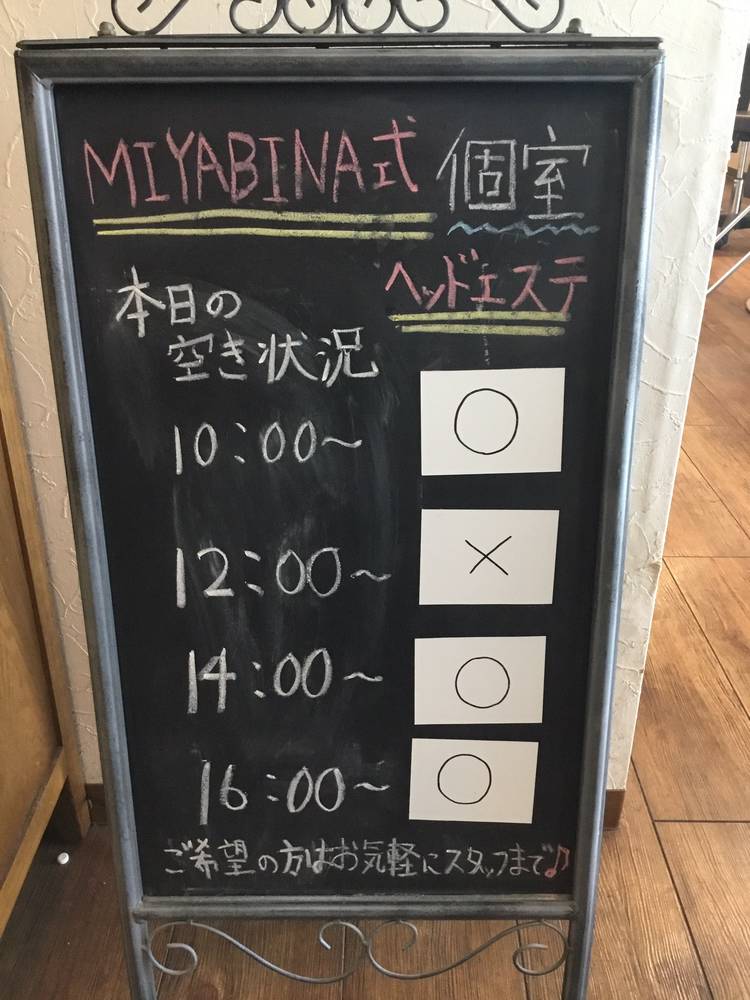 MIYABINA式 個室
ヘッドエステ
本日の
空き状況
10:00〜 ○
12:00〜 ×
14:00〜 ○
16:00〜 ○
ご希望の方はお気軽にスタッフまで♪